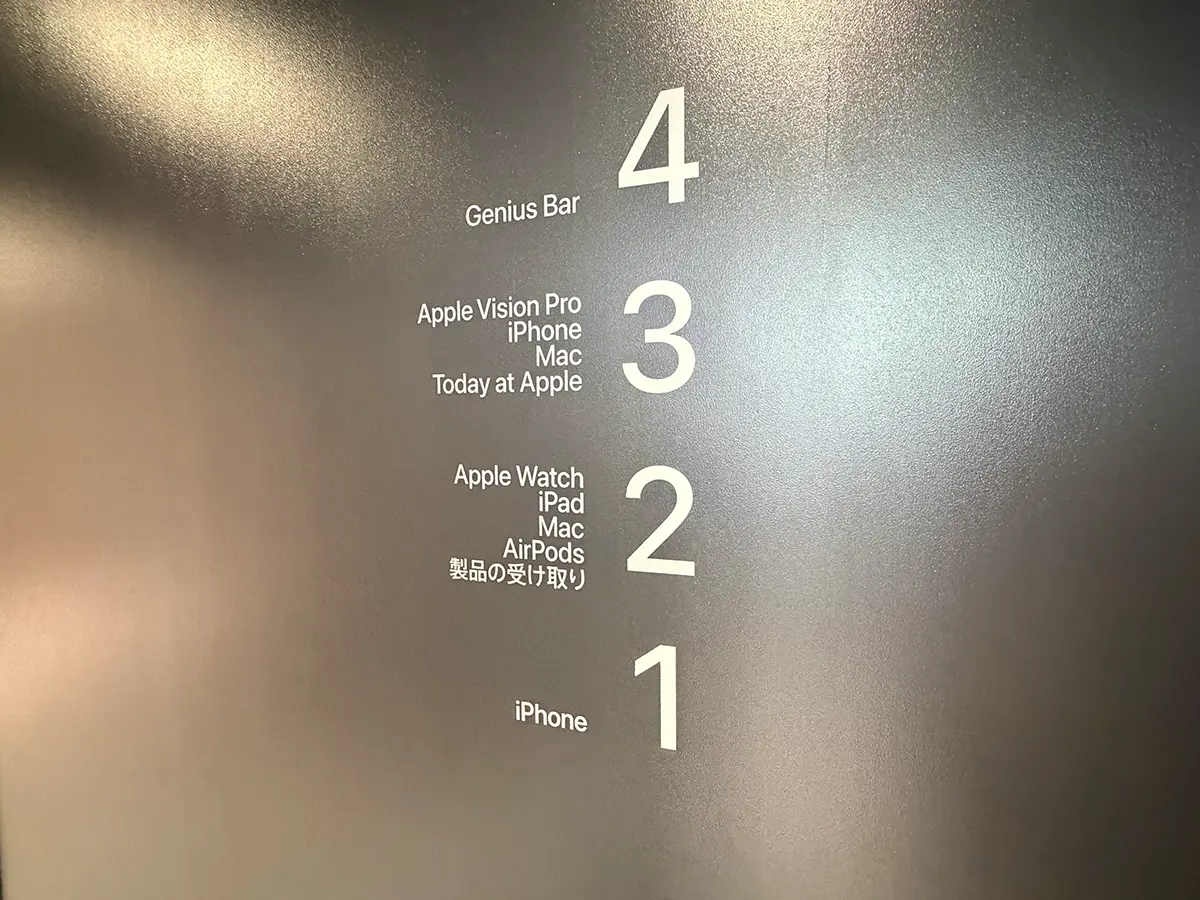 4
Genius Bar
3
Apple Vision Pro
iPhone
Mac
Today at Apple
2
Apple Watch
iPad
Mac
AirPods
製品の受け取り
1
iPhone